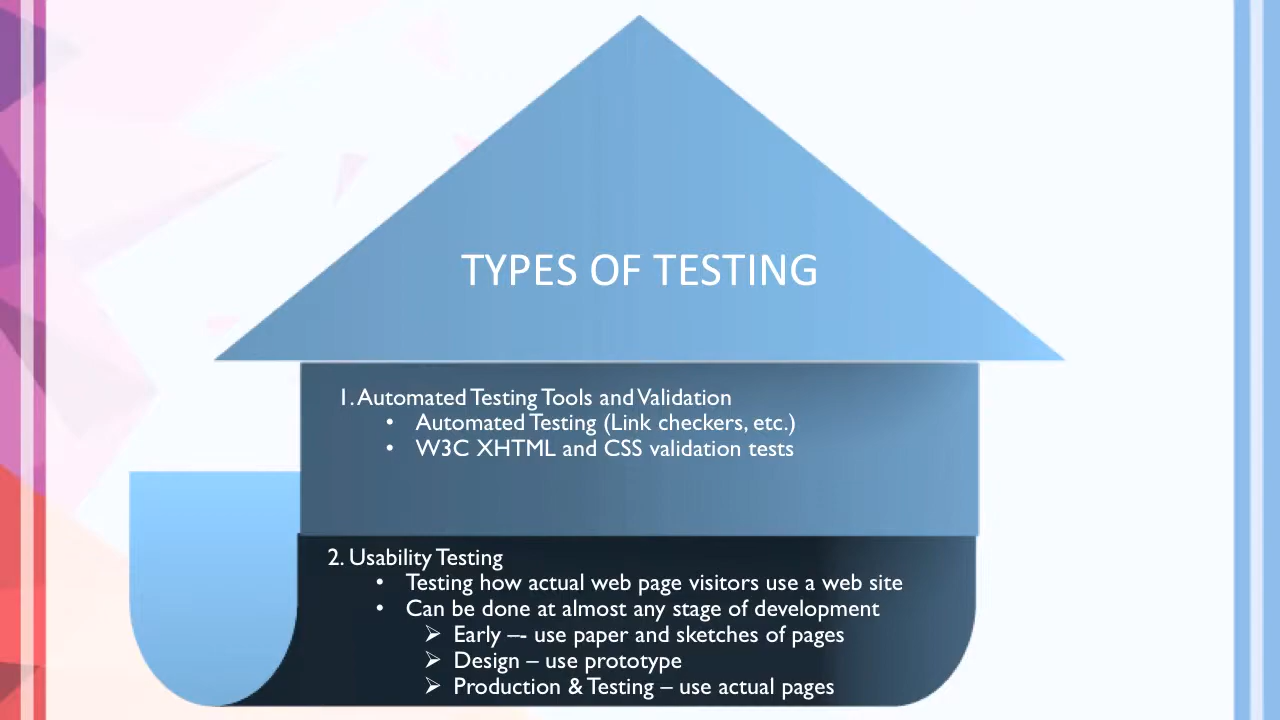 TYPES OF TESTING
1. Automated Testing Tools and Validation
• Automated Testing (Link checkers, etc.)
• W3C XHTML and CSS validation tests
2. Usability Testing
• Testing how actual web page visitors use a web site
• Can be done at almost any stage of development
➢ Early –- use paper and sketches of pages
➢ Design – use prototype
➢ Production & Testing – use actual pages